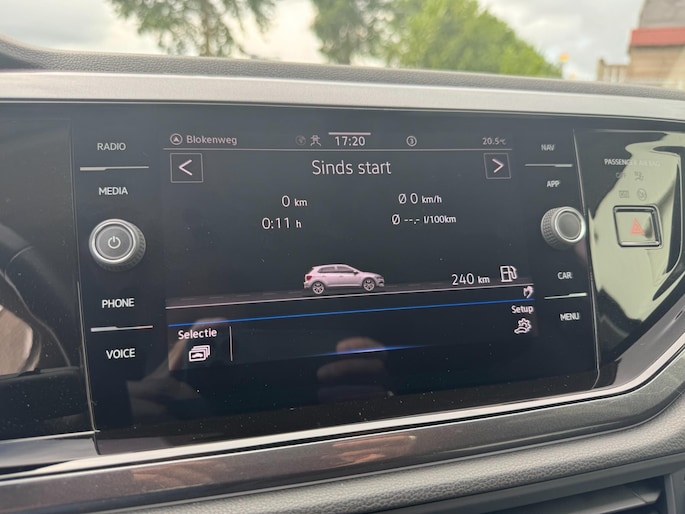 RADIO
MEDIA
PHONE
VOICE
Blokenweg
17:20
20.5°C
Sinds start
0 km
Ø 0 km/h
0:11 h
Ø --.- l/100km
240 km
Selectie
Setup
NAV
APP
CAR
MENU
PASSENGER AIR BAG